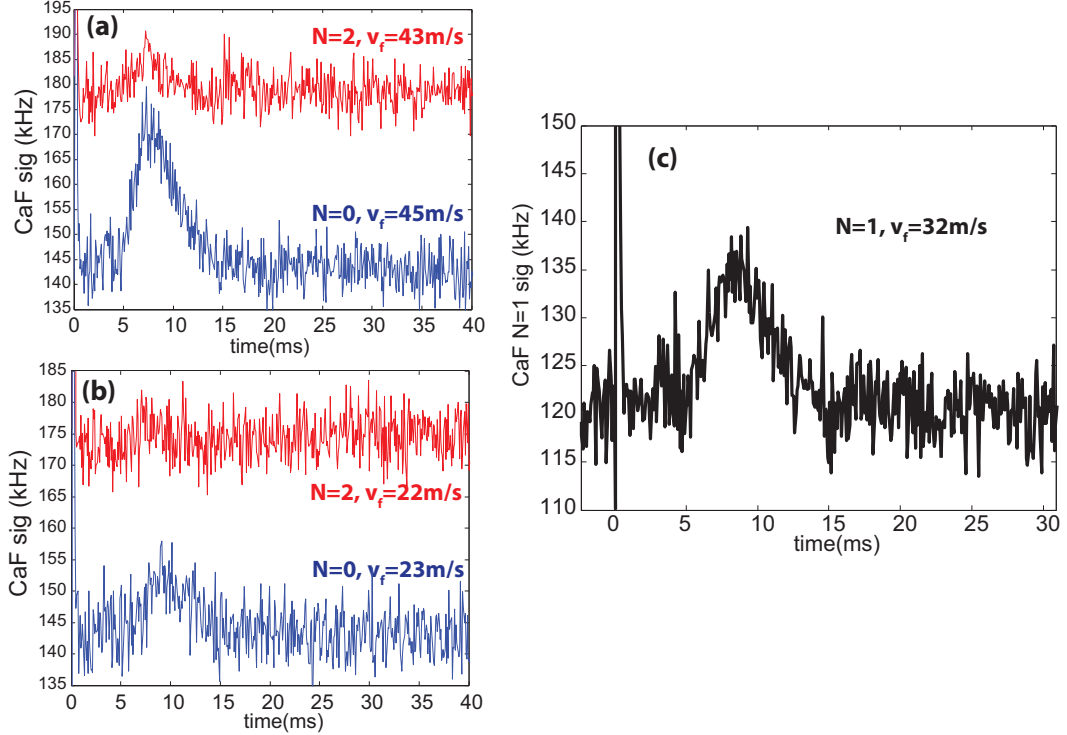 (a)
N=2, v_f=43m/s
N=0, v_f=45m/s
CaF sig (kHz)
195
190
185
180
175
170
165
160
155
150
145
140
135
0 5 10 15 20 25 30 35 40
time(ms)
(b)
N=2, v_f=22m/s
N=0, v_f=23m/s
CaF sig (kHz)
185
180
175
170
165
160
155
150
145
140
135
0 5 10 15 20 25 30 35 40
time(ms)
(c)
N=1, v_f=32m/s
CaF N=1 sig (kHz)
150
145
140
135
130
125
120
115
110
0 5 10 15 20 25 30
time(ms)